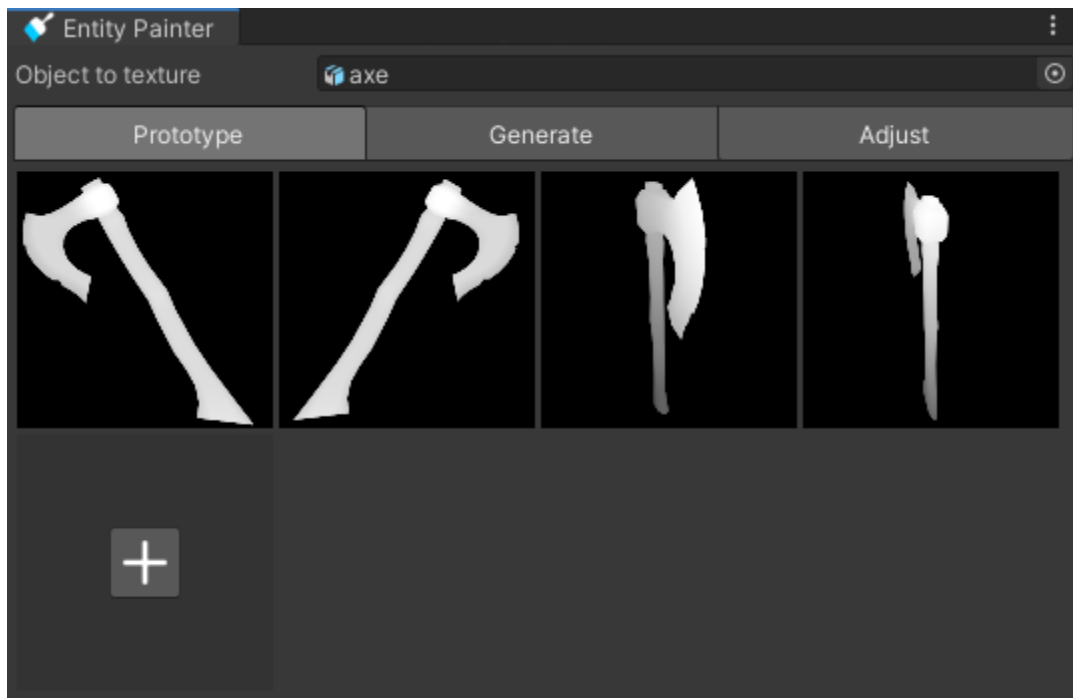 Entity Painter
Object to texture axe
Prototype Generate Adjust